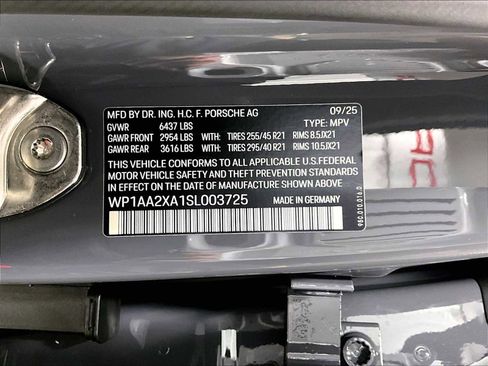 MFD BY DR. ING. H.C. F. PORSCHE AG 09/25
GVWR 6437 LBS TYPE: MPV
GAWR FRONT 2954 LBS WITH: TIRES 255/45 R21 RIMS 8.5JX21
GAWR REAR 3616 LBS WITH: TIRES 295/40 R21 RIMS 10.5JX21
THIS VEHICLE CONFORMS TO ALL APPLICABLE U.S.FEDERAL
MOTOR VEHICLE SAFETY AND THEFT PREVENTION STANDARDS
IN EFFECT ON THE DATE OF MANUFACTURE SHOWN ABOVE.
WP1AA2XA1SL003725